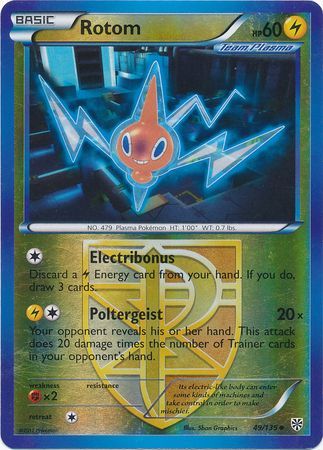 BASIC
Rotom
HP60
Team Plasma
NO. 479 Plasma Pokémon HT: 1'00" WT: 0.7 lbs.
Electribonus
Discard a Energy card from your hand. If you do,
draw 3 cards.
Poltergeist 20×
Your opponent reveals his or her hand. This attack
does 20 damage times the number of Trainer cards
in your opponent's hand.
weakness resistance
×2
retreat
Its electric-like body can enter
some kinds of machines and
take control in order to make
mischief.
Illus. 5ban Graphics
49/135
©2013 Pokémon